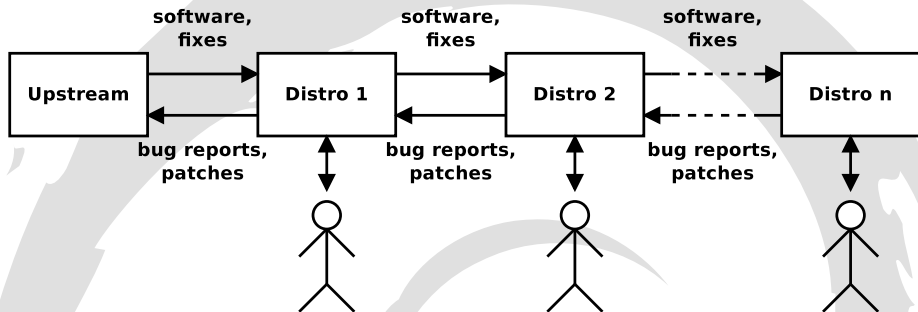 software,
fixes
software,
fixes
software,
fixes
Upstream
Distro 1
Distro 2
Distro n
bug reports,
patches
bug reports,
patches
bug reports,
patches